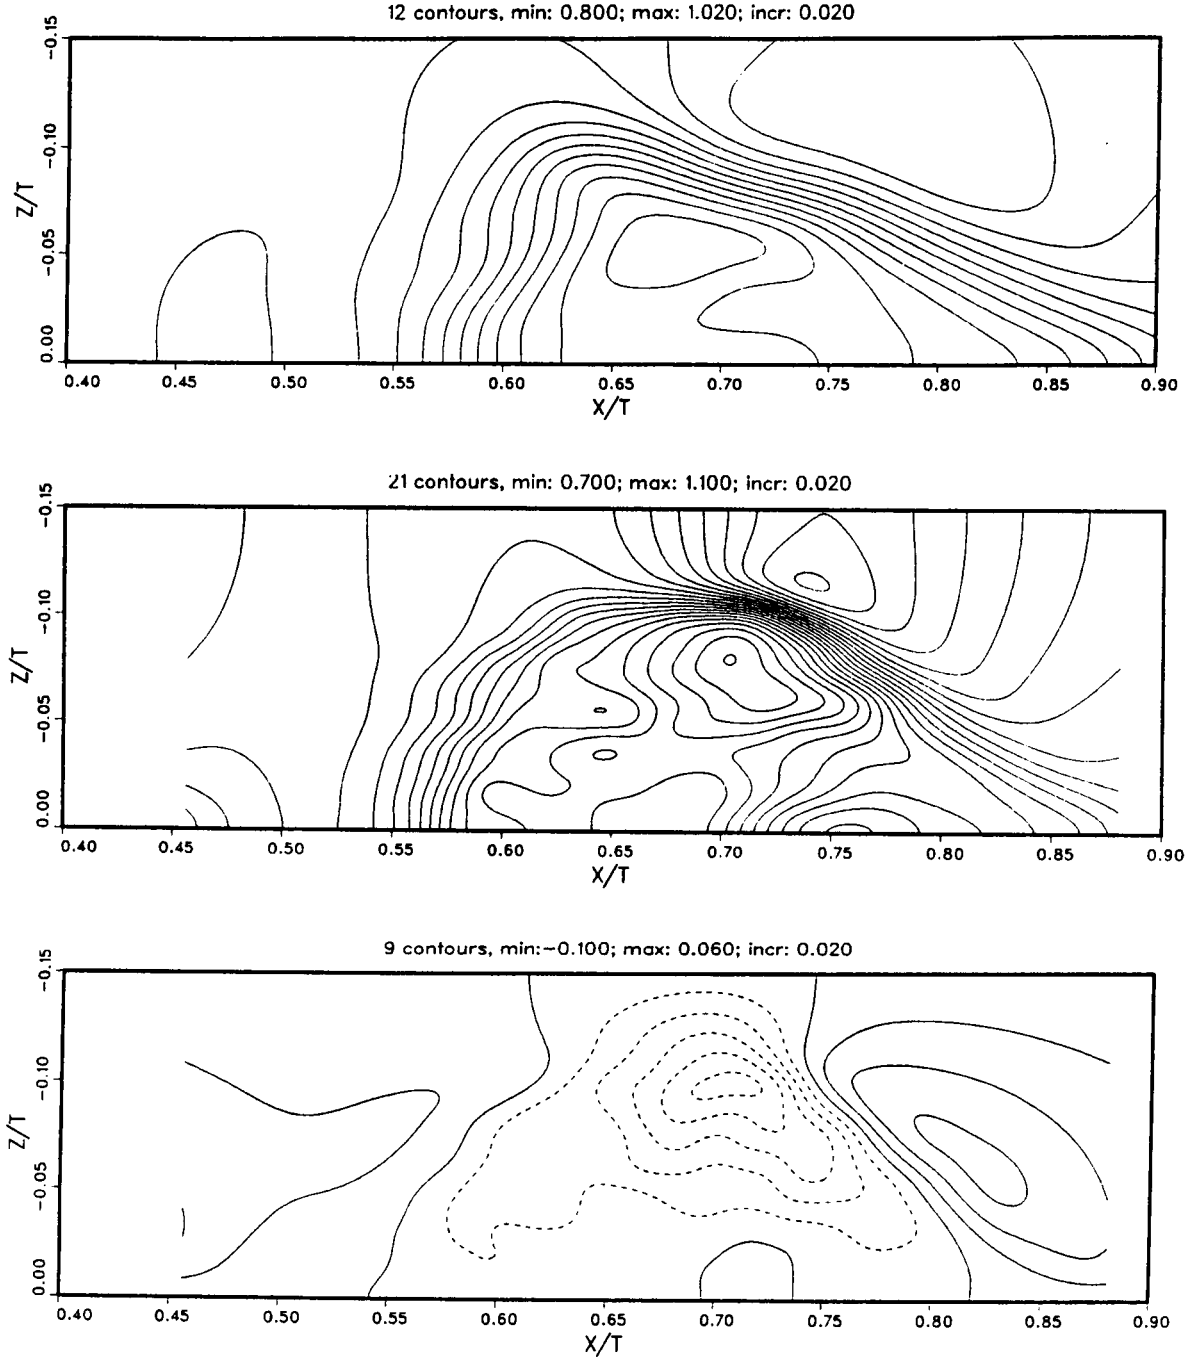 12 contours, min: 0.800; max: 1.020; incr: 0.020
-0.15
-0.10
-0.05
0.00
Z/T
0.40 0.45 0.50 0.55 0.60 0.65 0.70 0.75 0.80 0.85 0.90
X/T
21 contours, min: 0.700; max: 1.100; incr: 0.020
-0.15
-0.10
-0.05
0.00
Z/T
0.40 0.45 0.50 0.55 0.60 0.65 0.70 0.75 0.80 0.85 0.90
X/T
9 contours, min:-0.100; max: 0.060; incr: 0.020
-0.15
-0.10
-0.05
0.00
Z/T
0.40 0.45 0.50 0.55 0.60 0.65 0.70 0.75 0.80 0.85 0.90
X/T